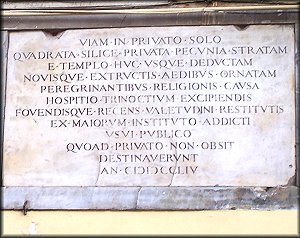 VIAM·IN·PRIVATO·SOLO
QVADRATA·SILICE·PRIVATA·PECVNIA·STRATAM
E·TEMPLO·HVC·VSQVE·DEDVCTAM
NOVISQVE·EXTRVCTIS·AEDIBVS·ORNATAM
PEREGRINANTIBVS·RELIGIONIS·CAVSA
HOSPITIO·TRINOCTIVM·EXCIPIENDIS
FOVENDISQVE·RECENS·VALETVDINI·RESTITVTIS
EX·MAIORVM·INSTITVTO·ADDICTI
VSVI·PVBLICO
QVOAD·PRIVATO·NON·OBSIT
DESTINAVERVNT
AN·CIƆIƆCCLIV